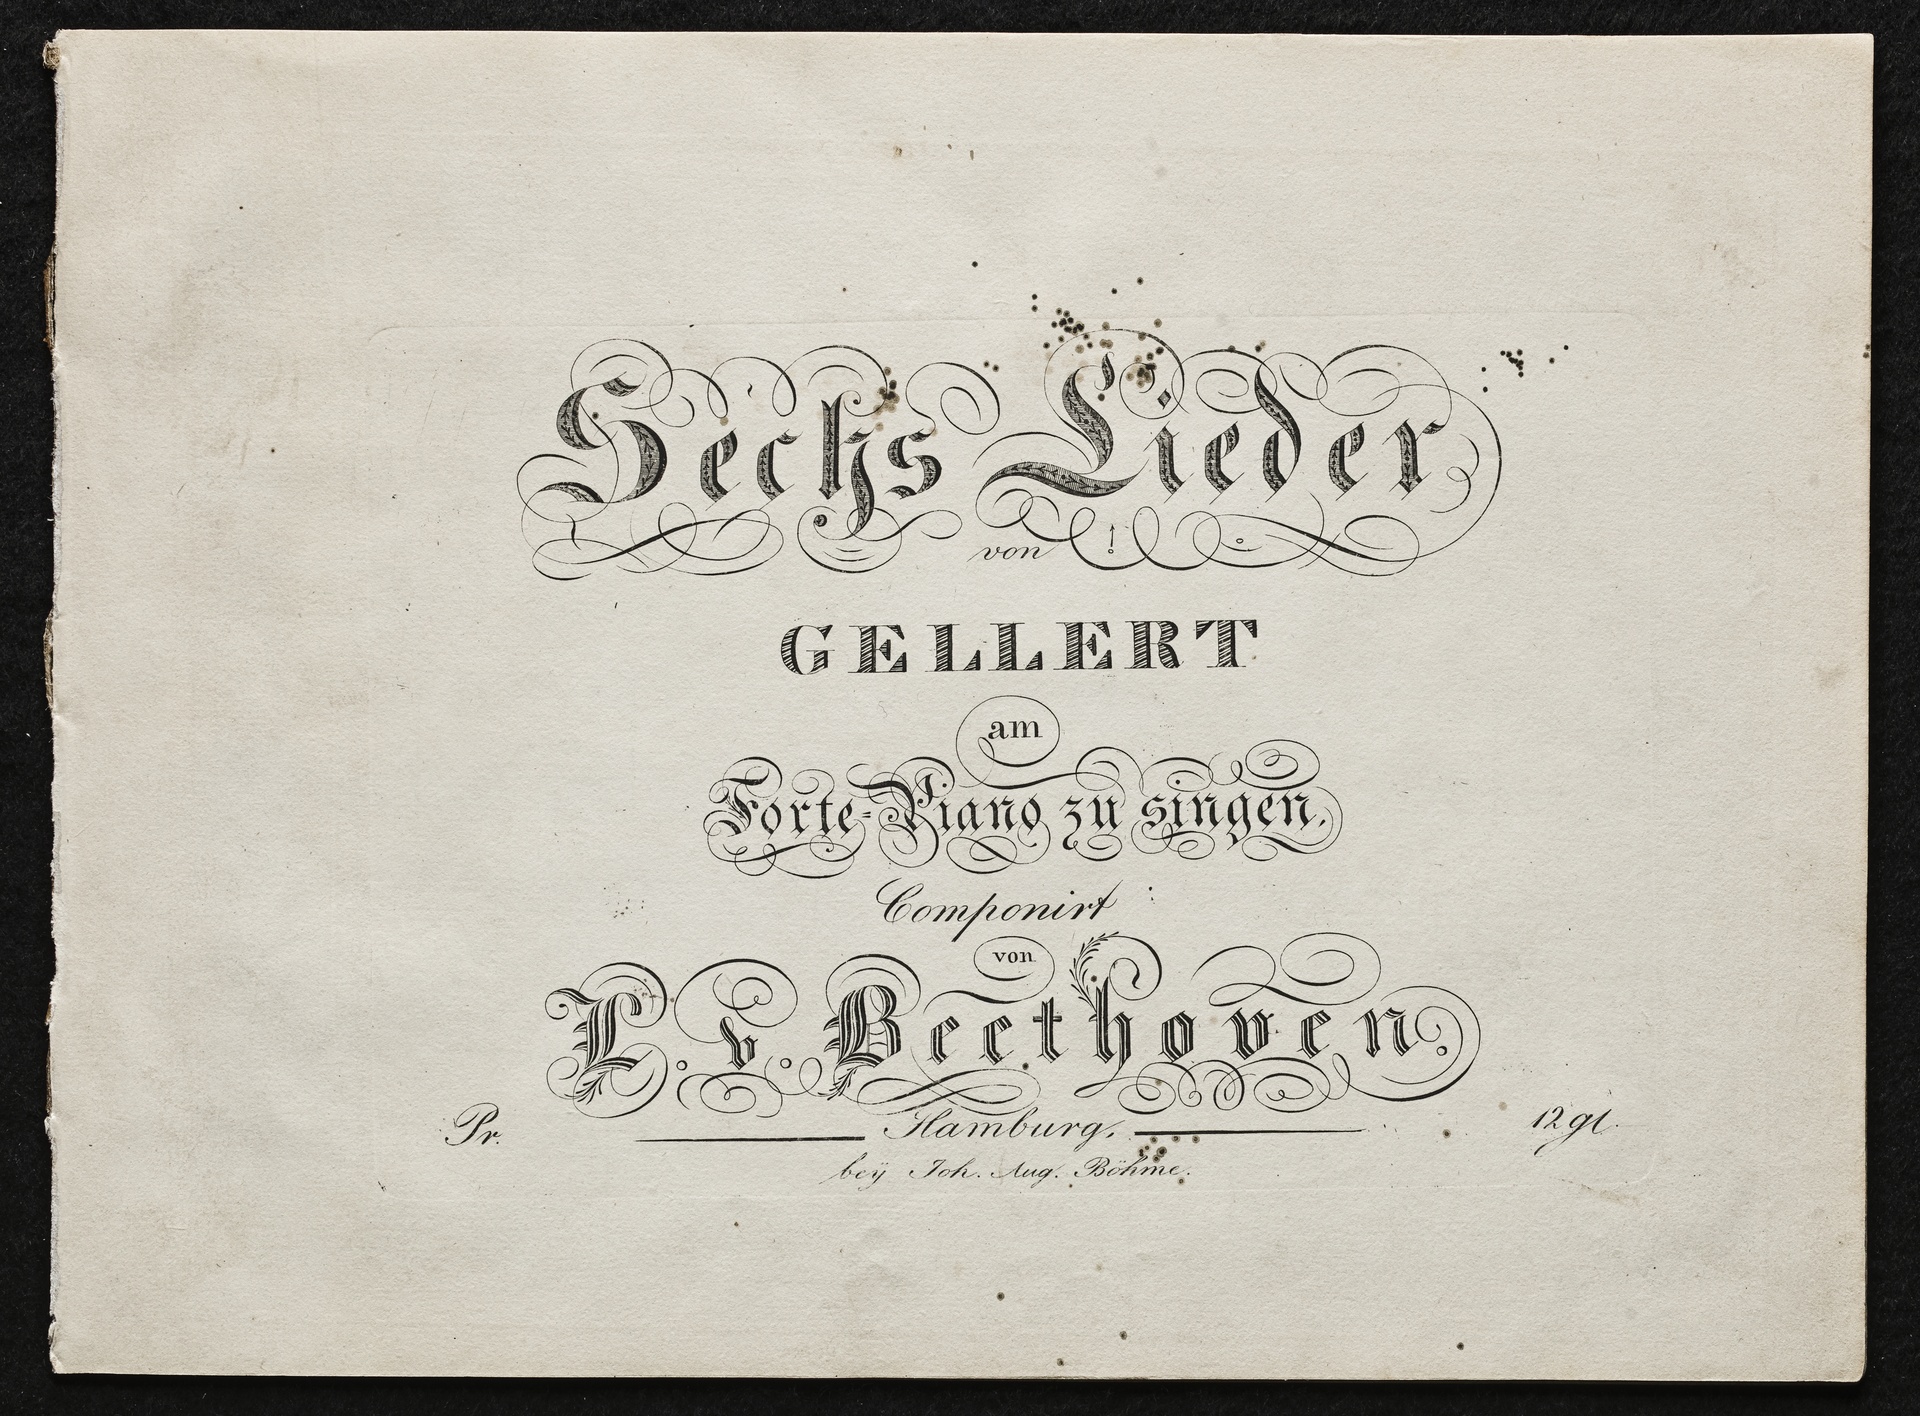 Sechs Lieder
von
GELLERT
am
Forte-Piano zu singen.
Componirt
von
L. v. Beethoven.
Pr. Hamburg. 12 gl.
beÿ Joh. Aug. Böhme.